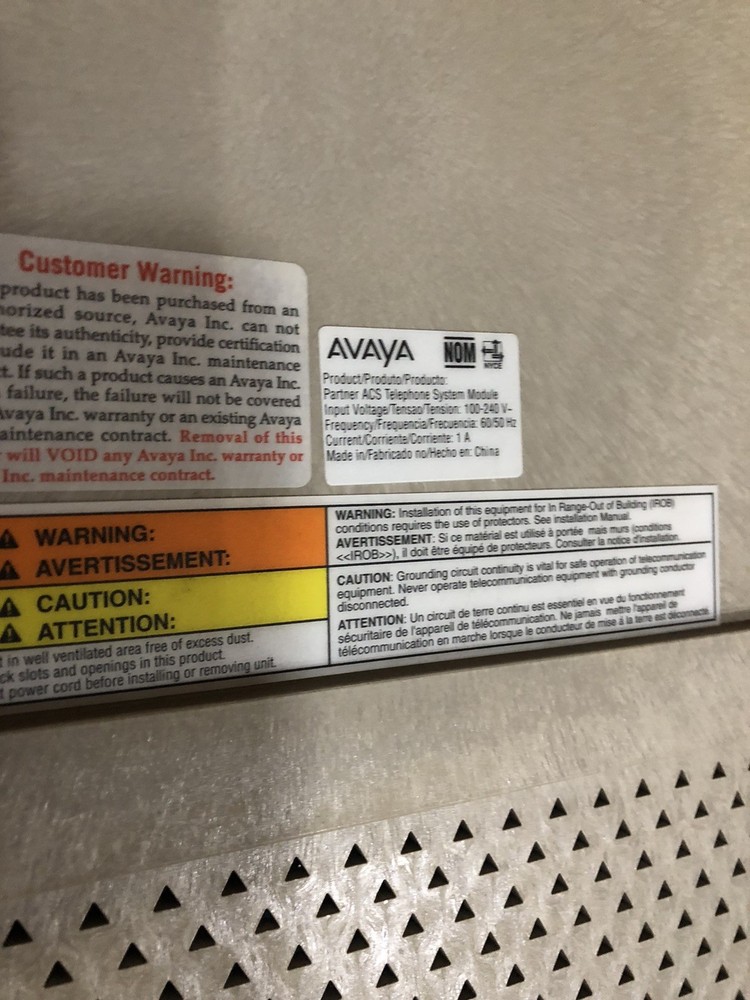 Customer Warning:
product has been purchased from an
orized source, Avaya Inc. can not
tee its authenticity, provide certification
ude it in an Avaya Inc. maintenance
t. If such a product causes an Avaya Inc.
failure, the failure will not be covered
Avaya Inc. warranty or an existing Avaya
aintenance contract. Removal of this
will VOID any Avaya Inc. warranty or
Inc. maintenance contract.
AVAYA NOM NYCE
Product/Produto/Producto:
Partner ACS Telephone System Module
Input Voltage/Tensao/Tension: 100-240 V~
Frequency/Frequencia/Frecuencia: 60/50 Hz
Current/Corriente/Corriente: 1 A
Made in/Fabricado no/Hecho en: China
WARNING:
AVERTISSEMENT:
CAUTION:
ATTENTION:
t in well ventilated area free of excess dust.
ck slots and openings in this product.
t power cord before installing or removing unit.
WARNING: Installation of this equipment for In Range-Out of Building (IROB)
conditions requires the use of protectors. See installation Manual.
AVERTISSEMENT: Si ce matérial est utilisé à portée mais murs (conditions
<<IROB>>), il doit être équipé de protecteurs. Consulter la notice d'installation.
CAUTION: Grounding circuit continuity is vital for safe operation of telecommunication
equipment. Never operate telecommunication equipment with grounding conductor
disconnected.
ATTENTION: Un circuit de terre continu est essentiel en vue du fonctionnement
sécuritaire de l'appareil de télécommunication. Ne jamais mettre l'appareil de
télécommunication en marche lorsque le conducteur de mise à la terre est déconnecté